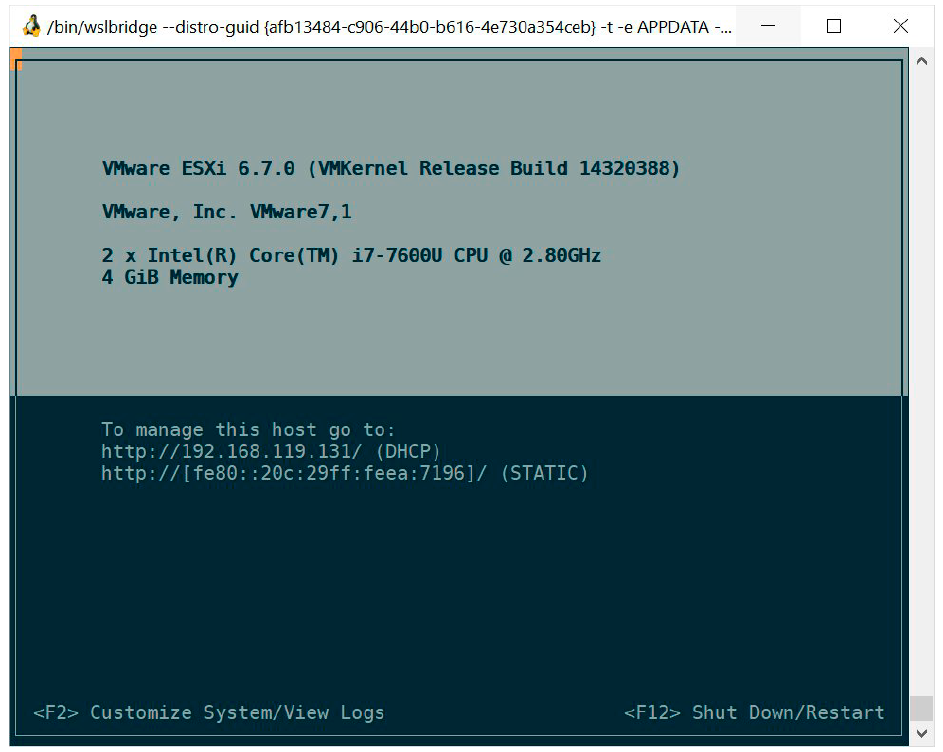 /bin/wslbridge --distro-guid {afb13484-c906-44b0-b616-4e730a354ceb} -t -e APPDATA -...
VMware ESXi 6.7.0 (VMKernel Release Build 14320388)
VMware, Inc. VMware7,1
2 x Intel(R) Core(TM) i7-7600U CPU @ 2.80GHz
4 GiB Memory
To manage this host go to:
http://192.168.119.131/ (DHCP)
http://[fe80::20c:29ff:feea:7196]/ (STATIC)
<F2> Customize System/View Logs
<F12> Shut Down/Restart